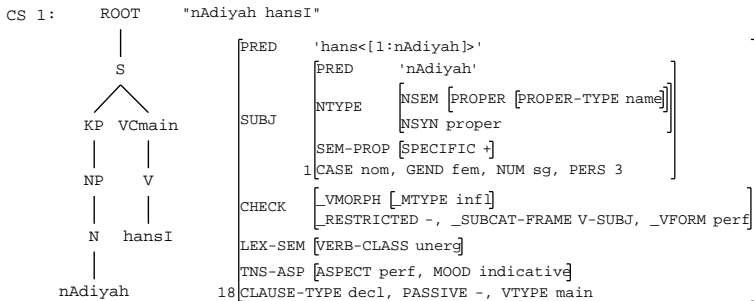 CS 1: ROOT "nAdiyah hansI"
S
KP VCmain
NP V
N hansI
nAdiyah
PRED 'hans<[1:nAdiyah]>'
SUBJ
PRED 'nAdiyah'
NTYPE
NSEM PROPER PROPER-TYPE name
NSYN proper
SEM-PROP SPECIFIC +
1 CASE nom, GEND fem, NUM sg, PERS 3
CHECK
_VMORPH _MTYPE infl
_RESTRICTED -, _SUBCAT-FRAME V-SUBJ, _VFORM perf
LEX-SEM VERB-CLASS unerg
TNS-ASP ASPECT perf, MOOD indicative
18 CLAUSE-TYPE decl, PASSIVE -, VTYPE main